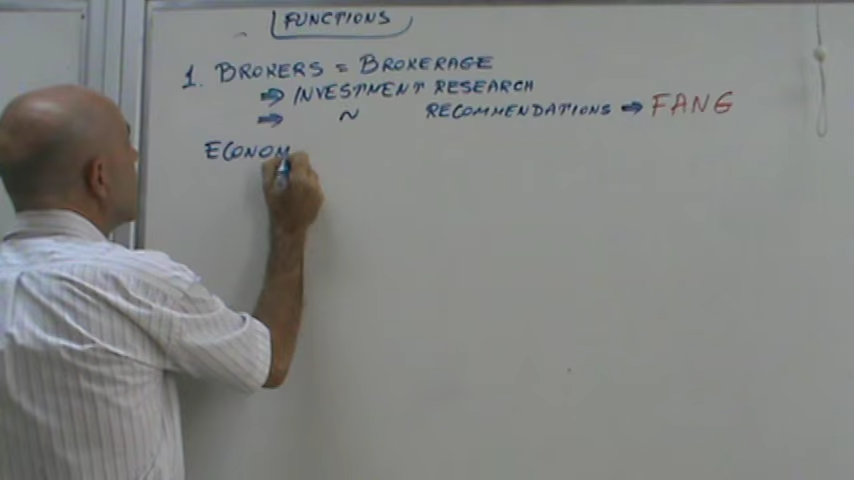 FUNCTIONS
1. BROKERS = BROKERAGE
⇒ INVESTMENT RESEARCH
⇒ ~ RECOMMENDATIONS ⇒ FANG
ECONOM